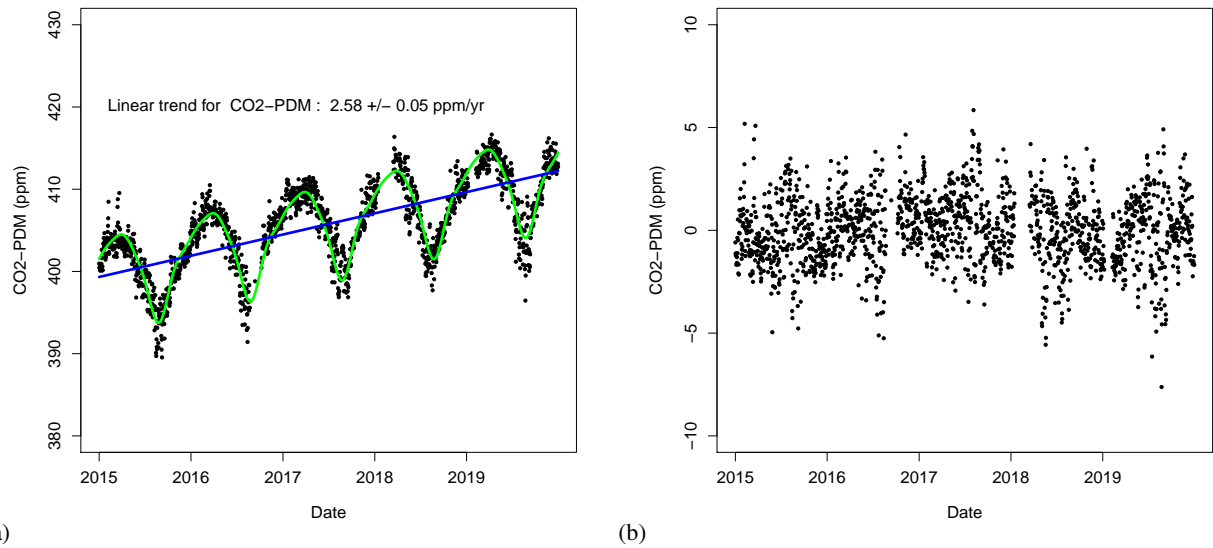 430
420
410
400
390
380
CO2−PDM (ppm)
Linear trend for CO2−PDM : 2.58 +/− 0.05 ppm/yr
2015 2016 2017 2018 2019
Date
10
5
0
−5
−10
CO2−PDM (ppm)
2015 2016 2017 2018 2019
Date
(b)